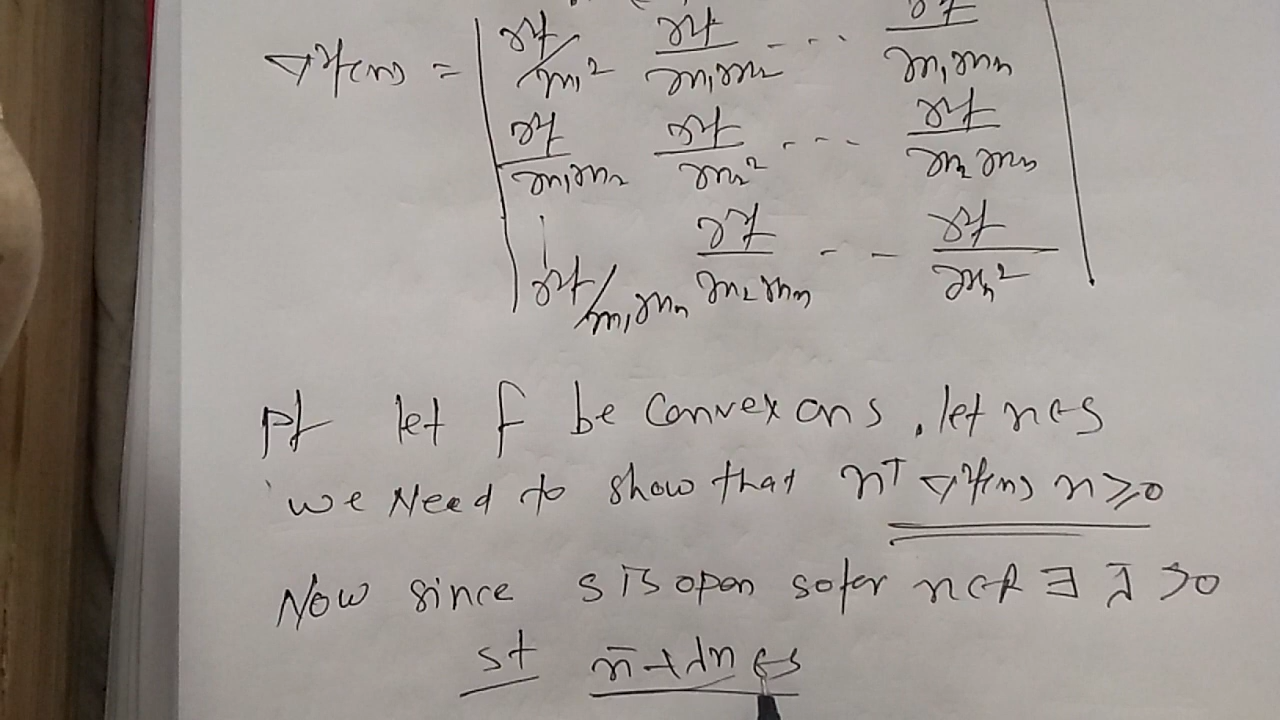 ∇²f(x) = | ∂²f/∂x₁² ∂²f/∂x₁∂x₂ --- ∂²f/∂x₁∂xₙ |
| ∂²f/∂x₁∂x₂ ∂²f/∂x₂² --- ∂²f/∂x₂∂xₙ |
| ∂²f/∂x₁∂xₙ ∂²f/∂x₂∂xₙ -- ∂²f/∂xₙ² |
Pf let f be convex on S, let x ∈ S
we Need to show that xᵀ ∇²f(x) x ≥ 0
Now since S is open so for x ∈ R ∃ λ̄ > 0
st x̄ + λx ∈ S